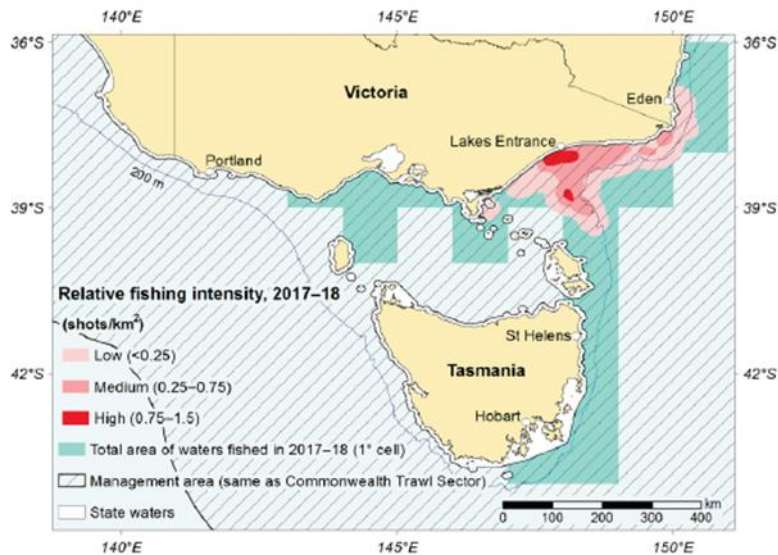 140°E 145°E 150°E
36°S 36°S
Victoria
Eden
Lakes Entrance
Portland
200 m
39°S 39°S
Relative fishing intensity, 2017–18
(shots/km²)
Low (<0.25)
Medium (0.25–0.75)
High (0.75–1.5)
Total area of waters fished in 2017–18 (1° cell)
Management area (same as Commonwealth Trawl Sector)
State waters
St Helens
Tasmania
42°S 42°S
Hobart
km
0 100 200 300 400
140°E 145°E 150°E